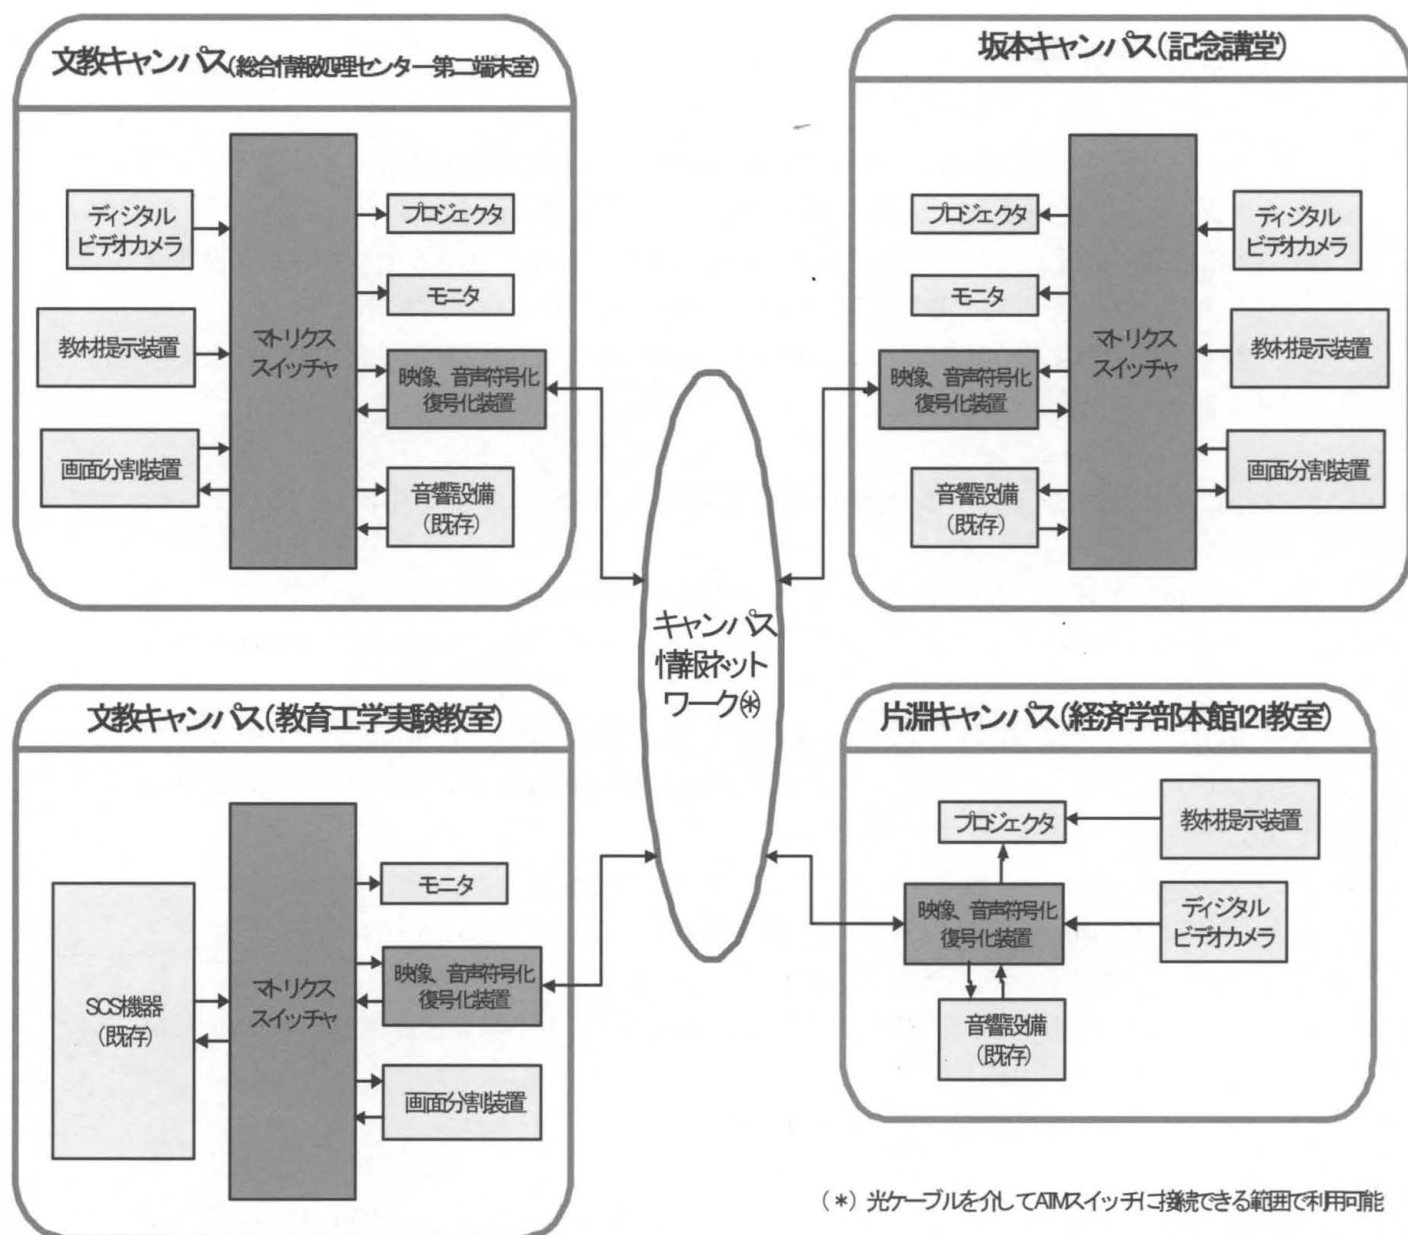 文教キャンパス(総合情報処理センター第二端末室)
ディジタル
ビデオカメラ
教材提示装置
画面分割装置
マトリクス
スイッチャ
プロジェクタ
モニタ
映像、音声符号化
復号化装置
音響設備
(既存)
坂本キャンパス(記念講堂)
プロジェクタ
モニタ
映像、音声符号化
復号化装置
音響設備
(既存)
マトリクス
スイッチャ
ディジタル
ビデオカメラ
教材提示装置
画面分割装置
キャンパス
情報ネット
ワーク(*)
文教キャンパス(教育工学実験教室)
SCS機器
(既存)
マトリクス
スイッチャ
モニタ
映像、音声符号化
復号化装置
画面分割装置
片淵キャンパス(経済学部本館121教室)
プロジェクタ
教材提示装置
映像、音声符号化
復号化装置
ディジタル
ビデオカメラ
音響設備
(既存)
(*) 光ケーブルを介してATMスイッチに接続できる範囲で利用可能